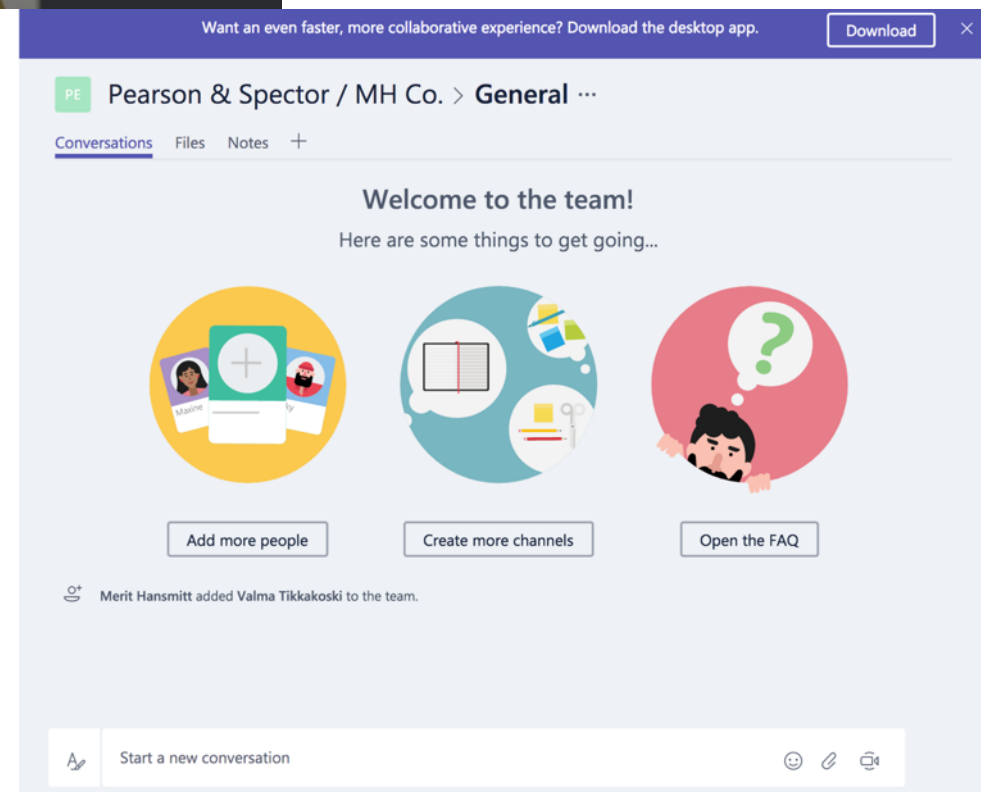 Want an even faster, more collaborative experience? Download the desktop app.
Download
PE
Pearson & Spector / MH Co. > General ...
Conversations Files Notes
Welcome to the team!
Here are some things to get going...
Maxine
ky
Add more people
Create more channels
Open the FAQ
Merit Hansmitt added Valma Tikkakoski to the team.
Start a new conversation